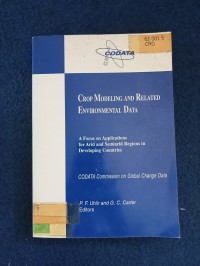 CODATA
CROP MODELING AND RELATED
ENVIRONMENTAL DATA
A Focus on Applications
for Arid and Semiarid Regions in
Developing Countries
CODATA Commission on Global Change Data
P. F. Uhlir and G. C. Carter
Editors